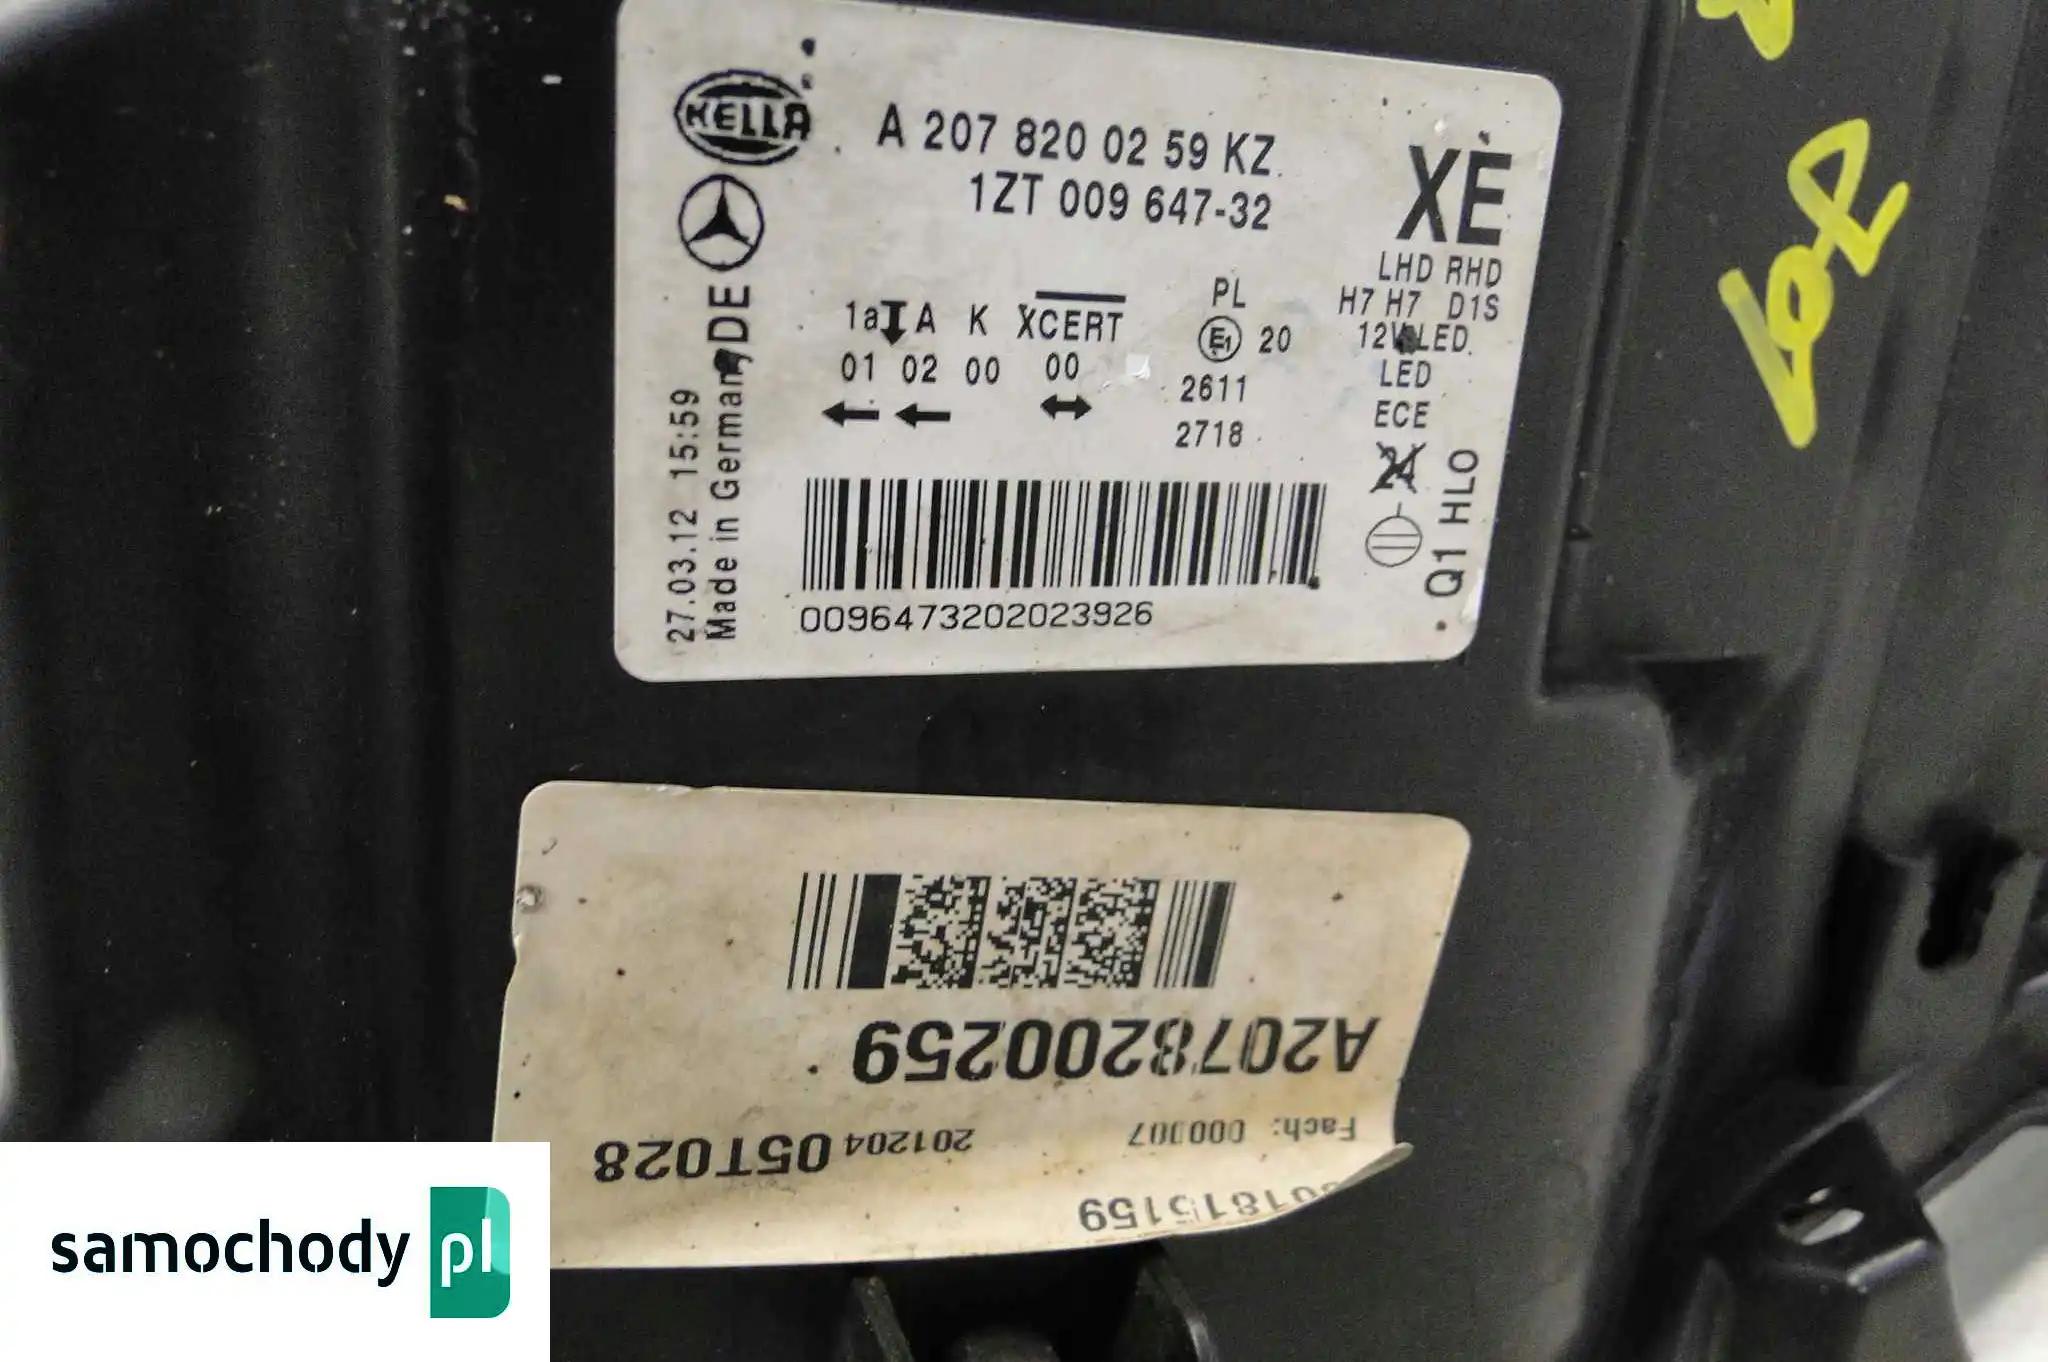 HELLA
A 207 820 02 59 KZ
1ZT 009 647-32
XE
LHD RHD
H7 H7 D1S
LED
LED
ECE
24
Q1 HLO
1a A K XCERT
01 02 00 00
PL
E1 20
2611
2718
DE
27.03.12 15:59
Made in Germany
0096473202023926
A2078200259
Fach: 000007
201204 05T028
1815159
samochody pl